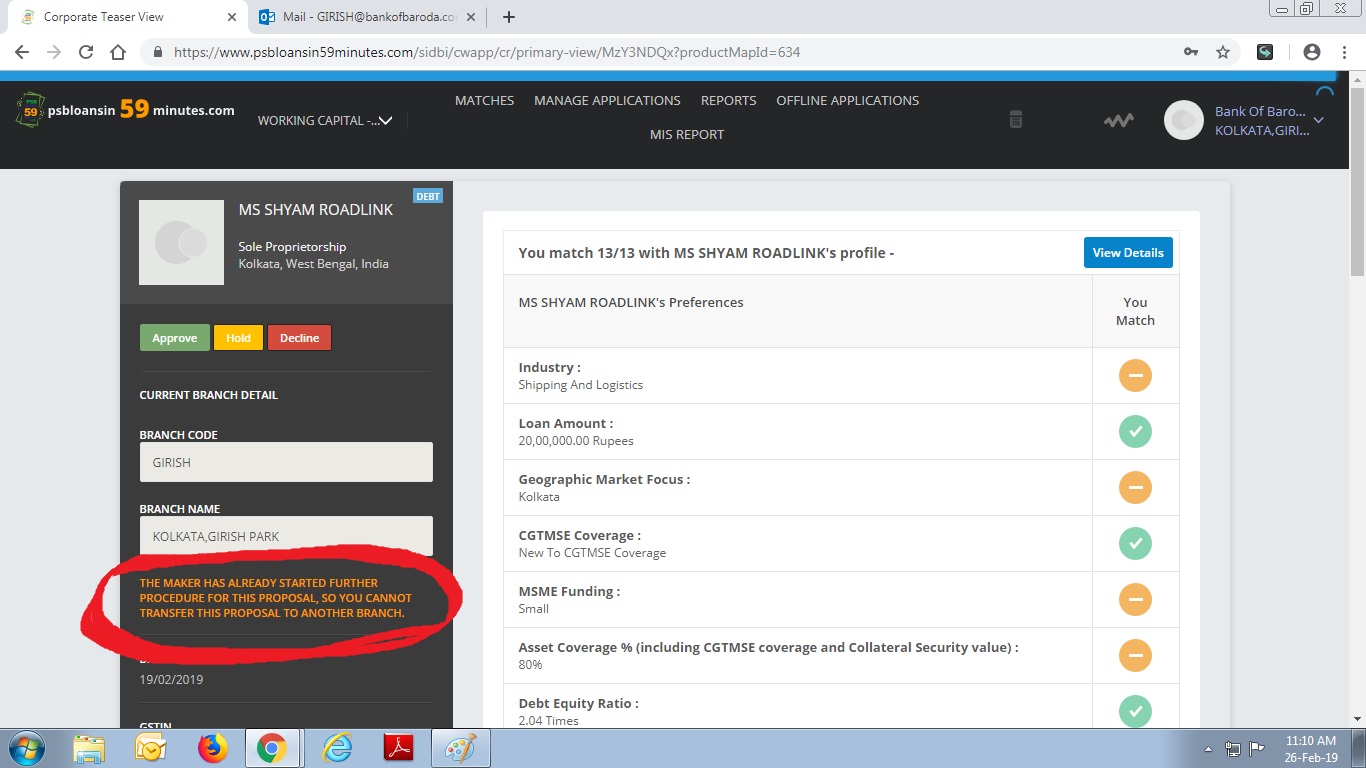 Corporate Teaser View
Mail - GIRISH@bankofbaroda.co
https://www.psbloansin59minutes.com/sidbi/cwapp/cr/primary-view/MzY3NDQx?productMapId=634
psbloansin 59 minutes.com
WORKING CAPITAL -...
MATCHES MANAGE APPLICATIONS REPORTS OFFLINE APPLICATIONS
MIS REPORT
Bank Of Baro...
KOLKATA,GIRI...
DEBT
MS SHYAM ROADLINK
Sole Proprietorship
Kolkata, West Bengal, India
Approve Hold Decline
CURRENT BRANCH DETAIL
BRANCH CODE
GIRISH
BRANCH NAME
KOLKATA,GIRISH PARK
THE MAKER HAS ALREADY STARTED FURTHER
PROCEDURE FOR THIS PROPOSAL, SO YOU CANNOT
TRANSFER THIS PROPOSAL TO ANOTHER BRANCH.
19/02/2019
GSTIN
You match 13/13 with MS SHYAM ROADLINK's profile -
View Details
MS SHYAM ROADLINK's Preferences
You
Match
Industry :
Shipping And Logistics
Loan Amount :
20,00,000.00 Rupees
Geographic Market Focus :
Kolkata
CGTMSE Coverage :
New To CGTMSE Coverage
MSME Funding :
Small
Asset Coverage % (including CGTMSE coverage and Collateral Security value) :
80%
Debt Equity Ratio :
2.04 Times
11:10 AM
26-Feb-19